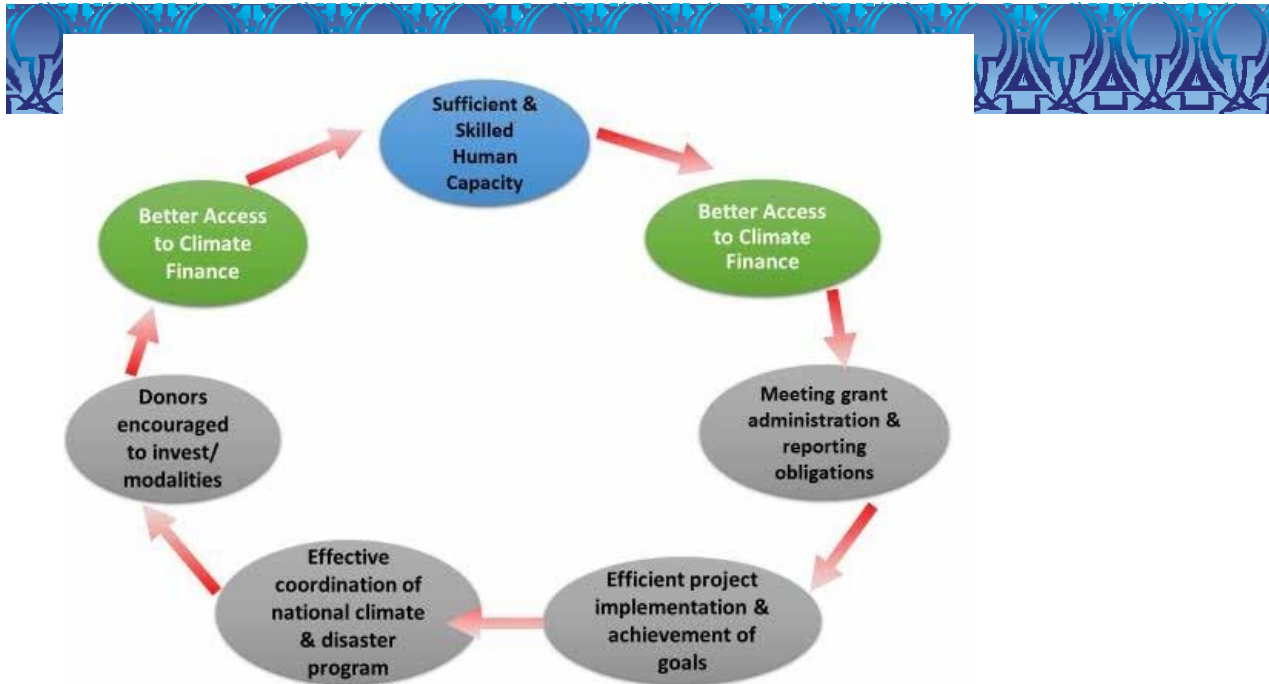 Sufficient &
Skilled
Human
Capacity
Better Access
to Climate
Finance
Meeting grant
administration &
reporting
obligations
Efficient project
implementation &
achievement of
goals
Effective
coordination of
national climate
& disaster
program
Donors
encouraged
to invest/
modalities
Better Access
to Climate
Finance